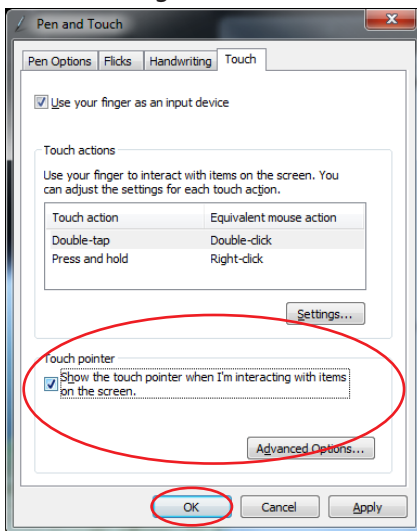 Pen and Touch
Pen Options Flicks Handwriting Touch
Use your finger as an input device
Touch actions
Use your finger to interact with items on the screen. You
can adjust the settings for each touch action.
Touch action Equivalent mouse action
Double-tap Double-click
Press and hold Right-click
Settings...
Touch pointer
Show the touch pointer when I'm interacting with items
on the screen.
Advanced Options...
OK Cancel Apply